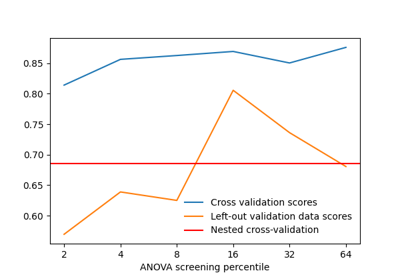 0.85
0.80
0.75
0.70
0.65
0.60
Cross validation scores
Left-out validation data scores
Nested cross-validation
2 4 8 16 32 64
ANOVA screening percentile